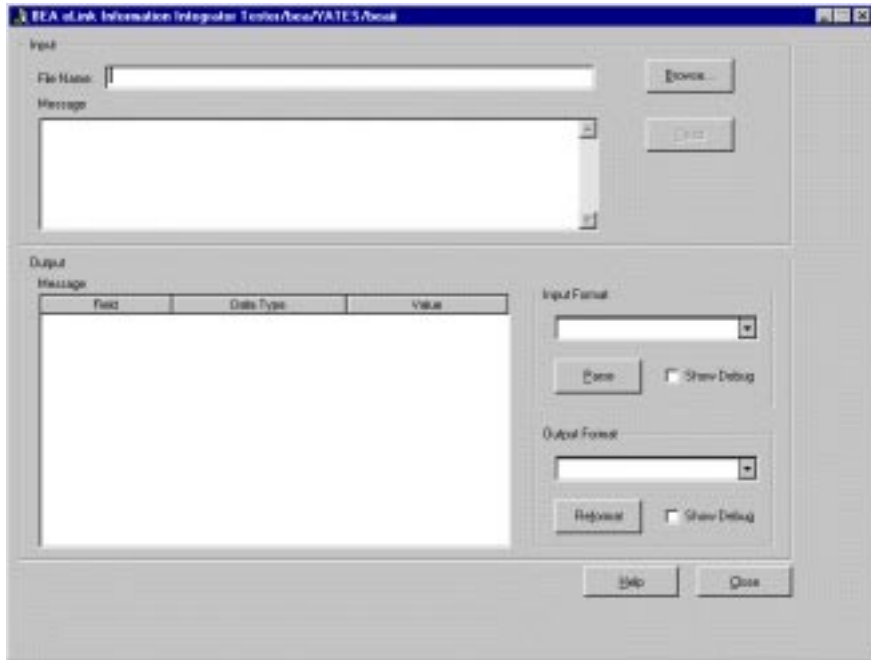 BEA eLink Information Integrator Tester/bea/YATES/beaii
Input
File Name:
Browse...
Message
Output
Message
Field Data Type Value
Input Format
Parse
Show Debug
Output Format
Reformat
Show Debug
Help
Close